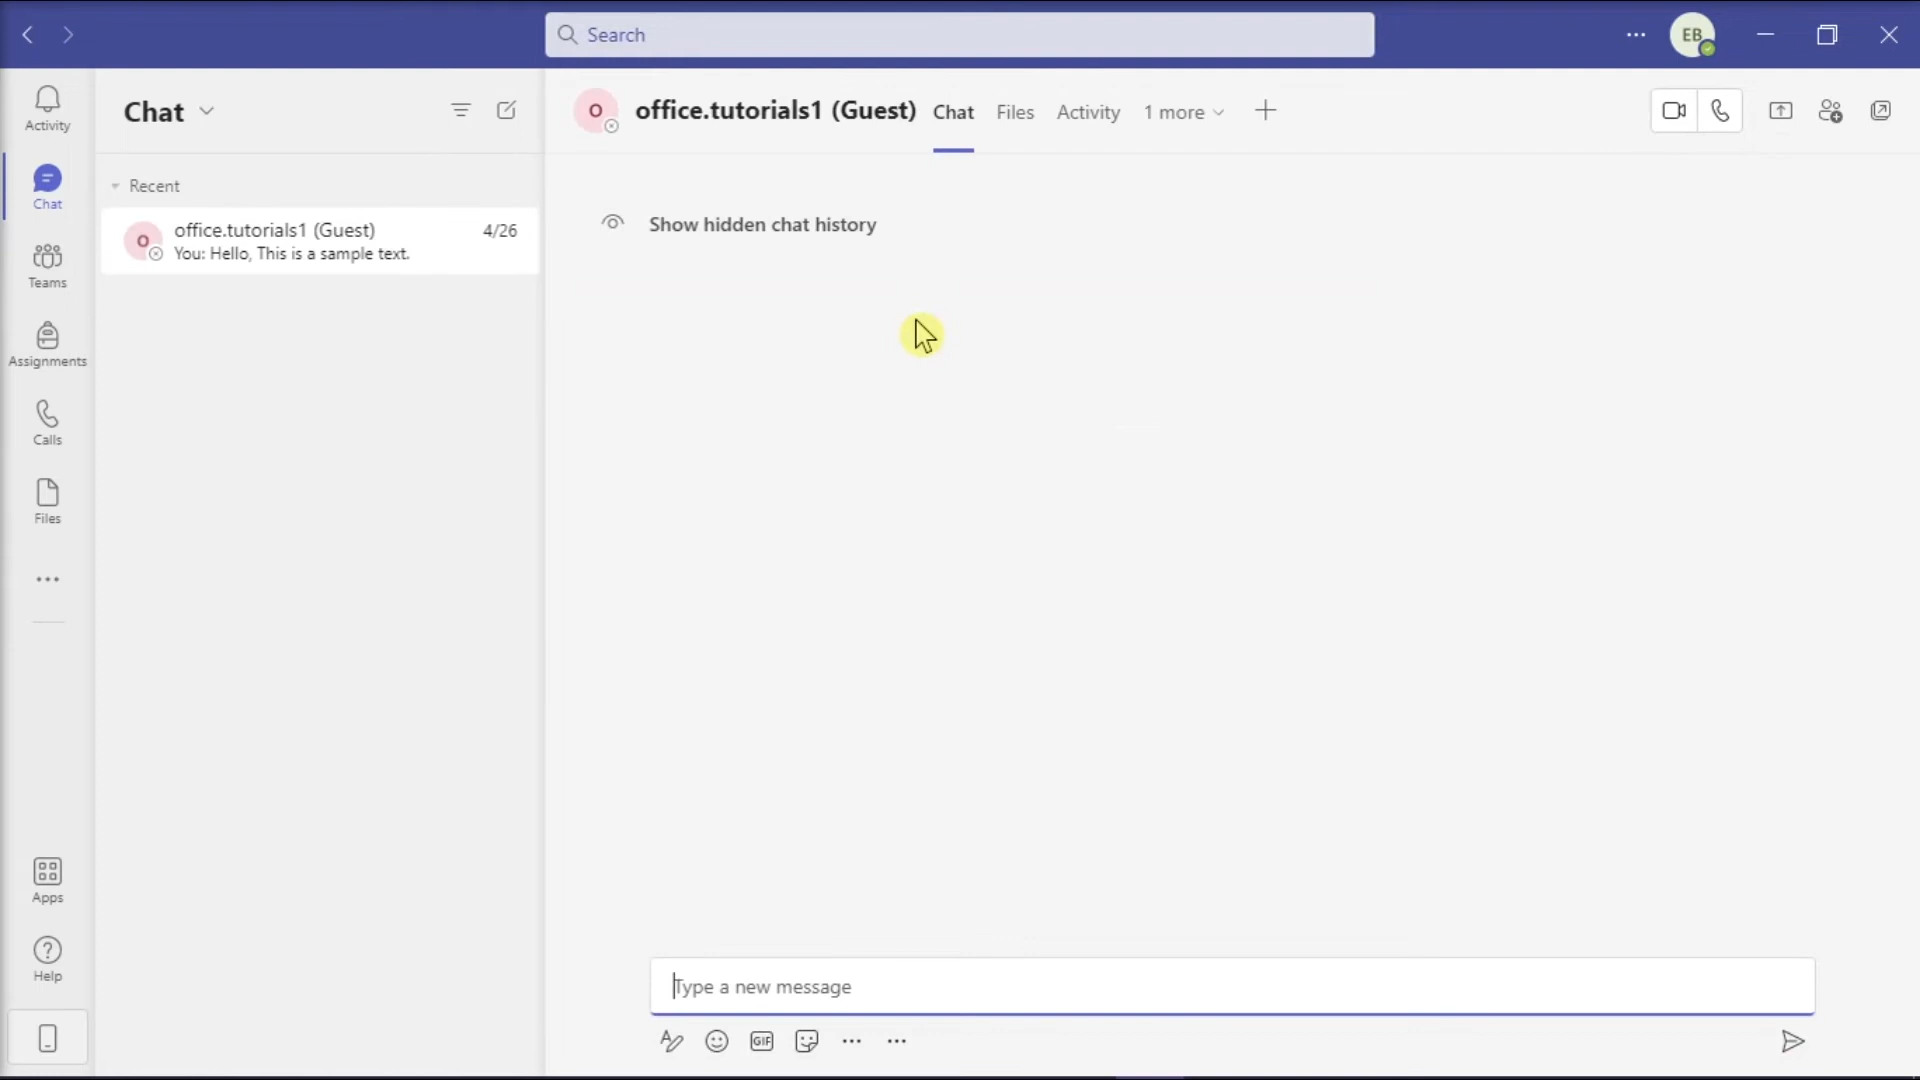 Search
EB
Activity
Chat
Teams
Assignments
Calls
Files
Apps
Help
Chat
Recent
O
office.tutorials1 (Guest)
4/26
You: Hello, This is a sample text.
O
office.tutorials1 (Guest)
Chat
Files
Activity
1 more
Show hidden chat history
Type a new message
GIF